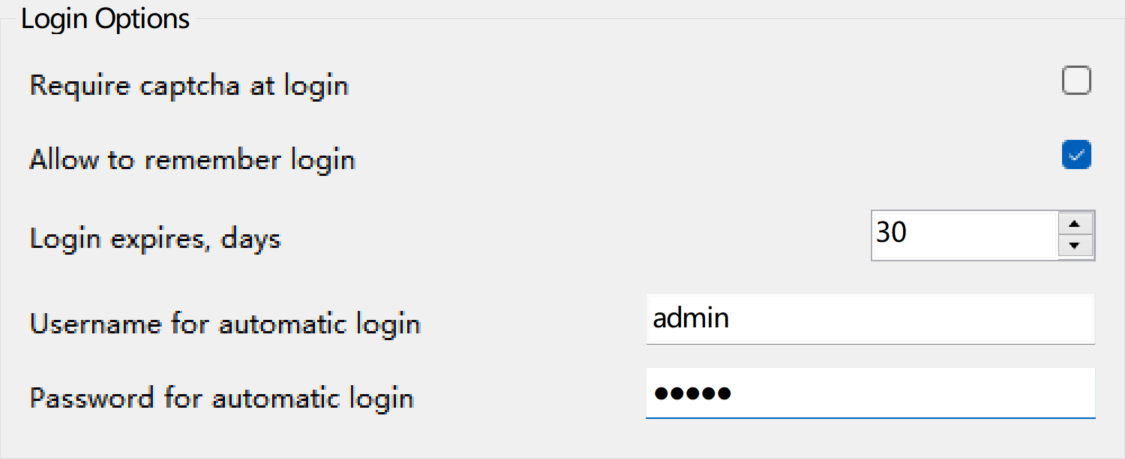 Login Options
Require captcha at login
Allow to remember login
Login expires, days
30
Username for automatic login
admin
Password for automatic login
●●●●●